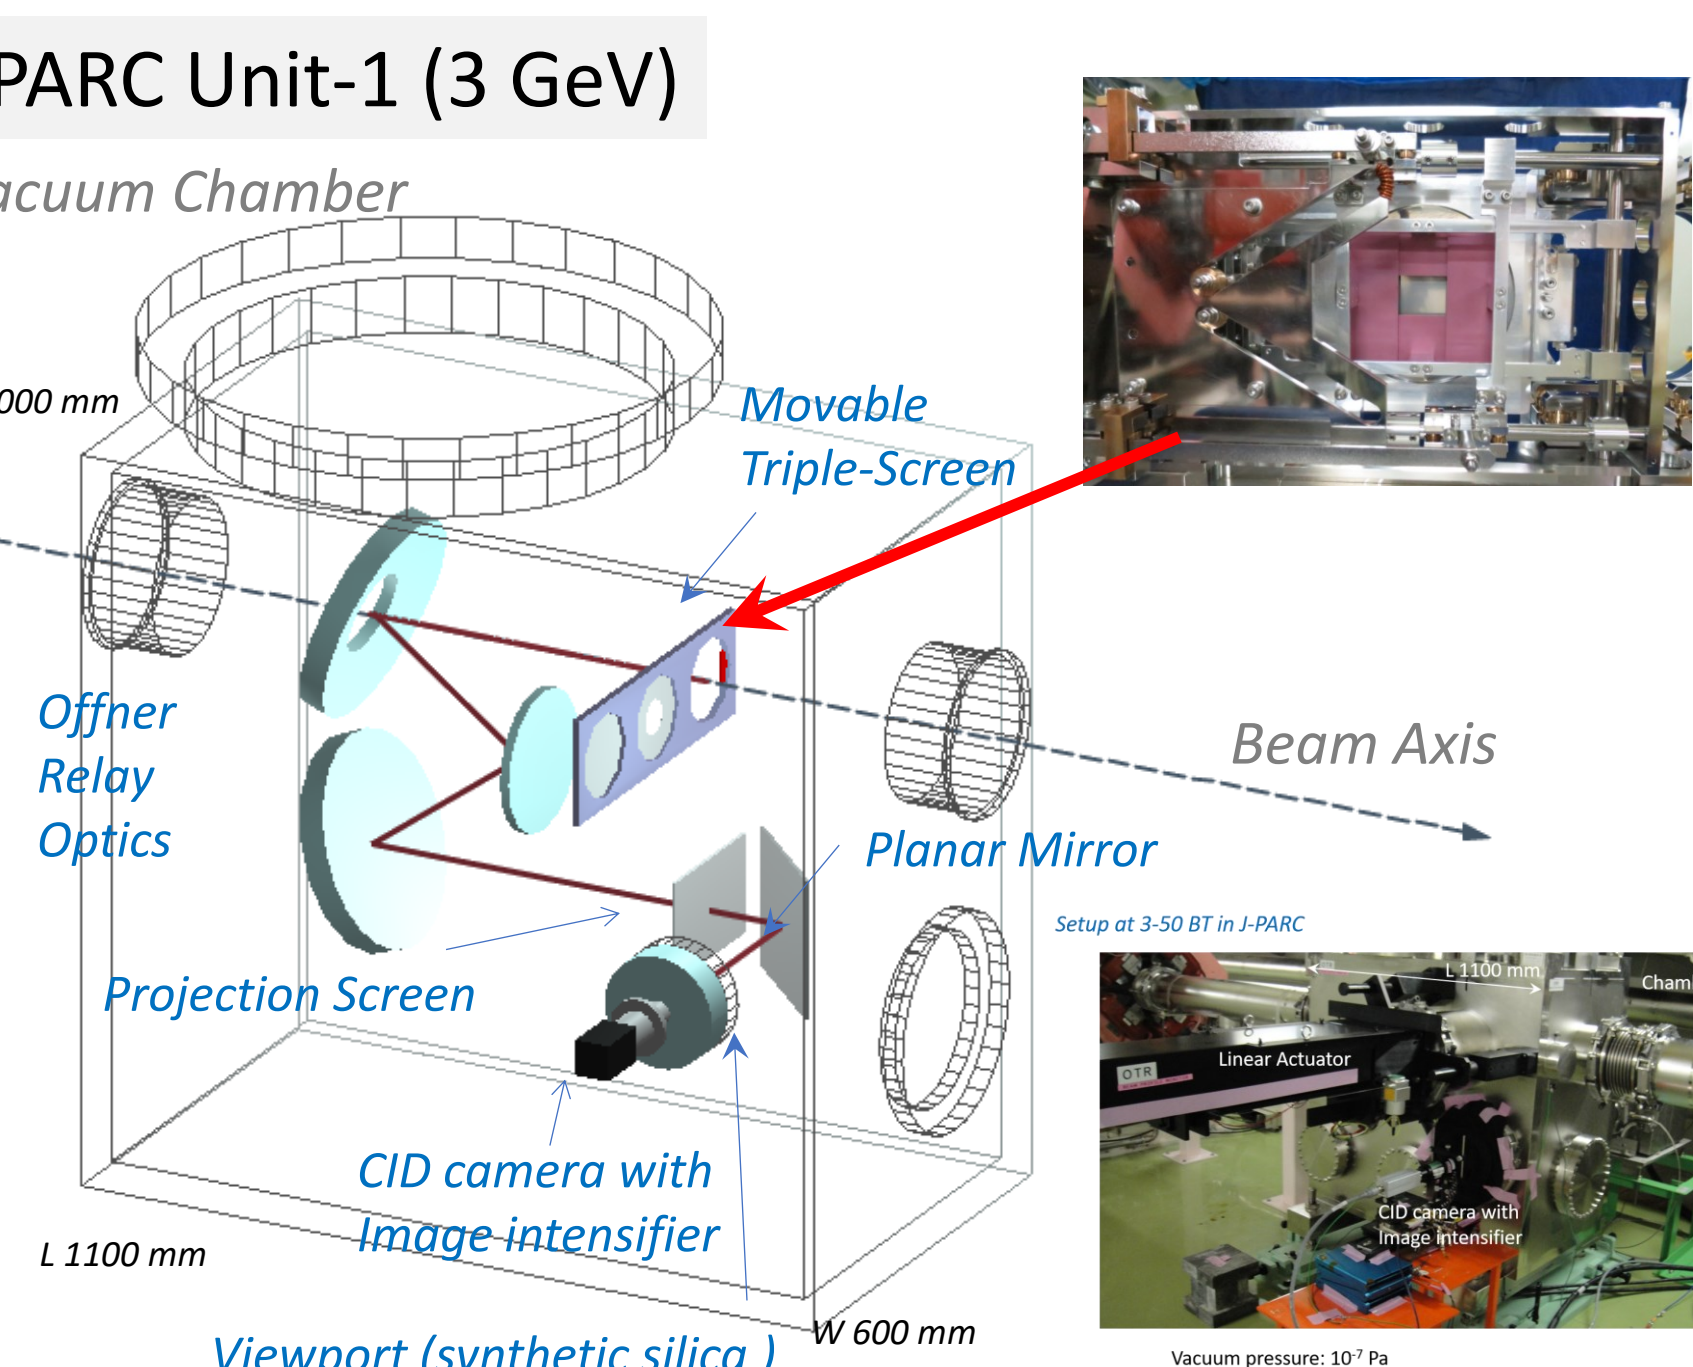 PARC Unit-1 (3 GeV)
acuum Chamber
000 mm
Movable
Triple-Screen
Offner
Relay
Optics
Beam Axis
Planar Mirror
Setup at 3-50 BT in J-PARC
Projection Screen
L 1100 mm
Cham
Linear Actuator
OTR
CID camera with
Image intensifier
CID camera with
Image intensifier
L 1100 mm
W 600 mm
Viewport (synthetic silica )
Vacuum pressure: 10⁻⁷ Pa